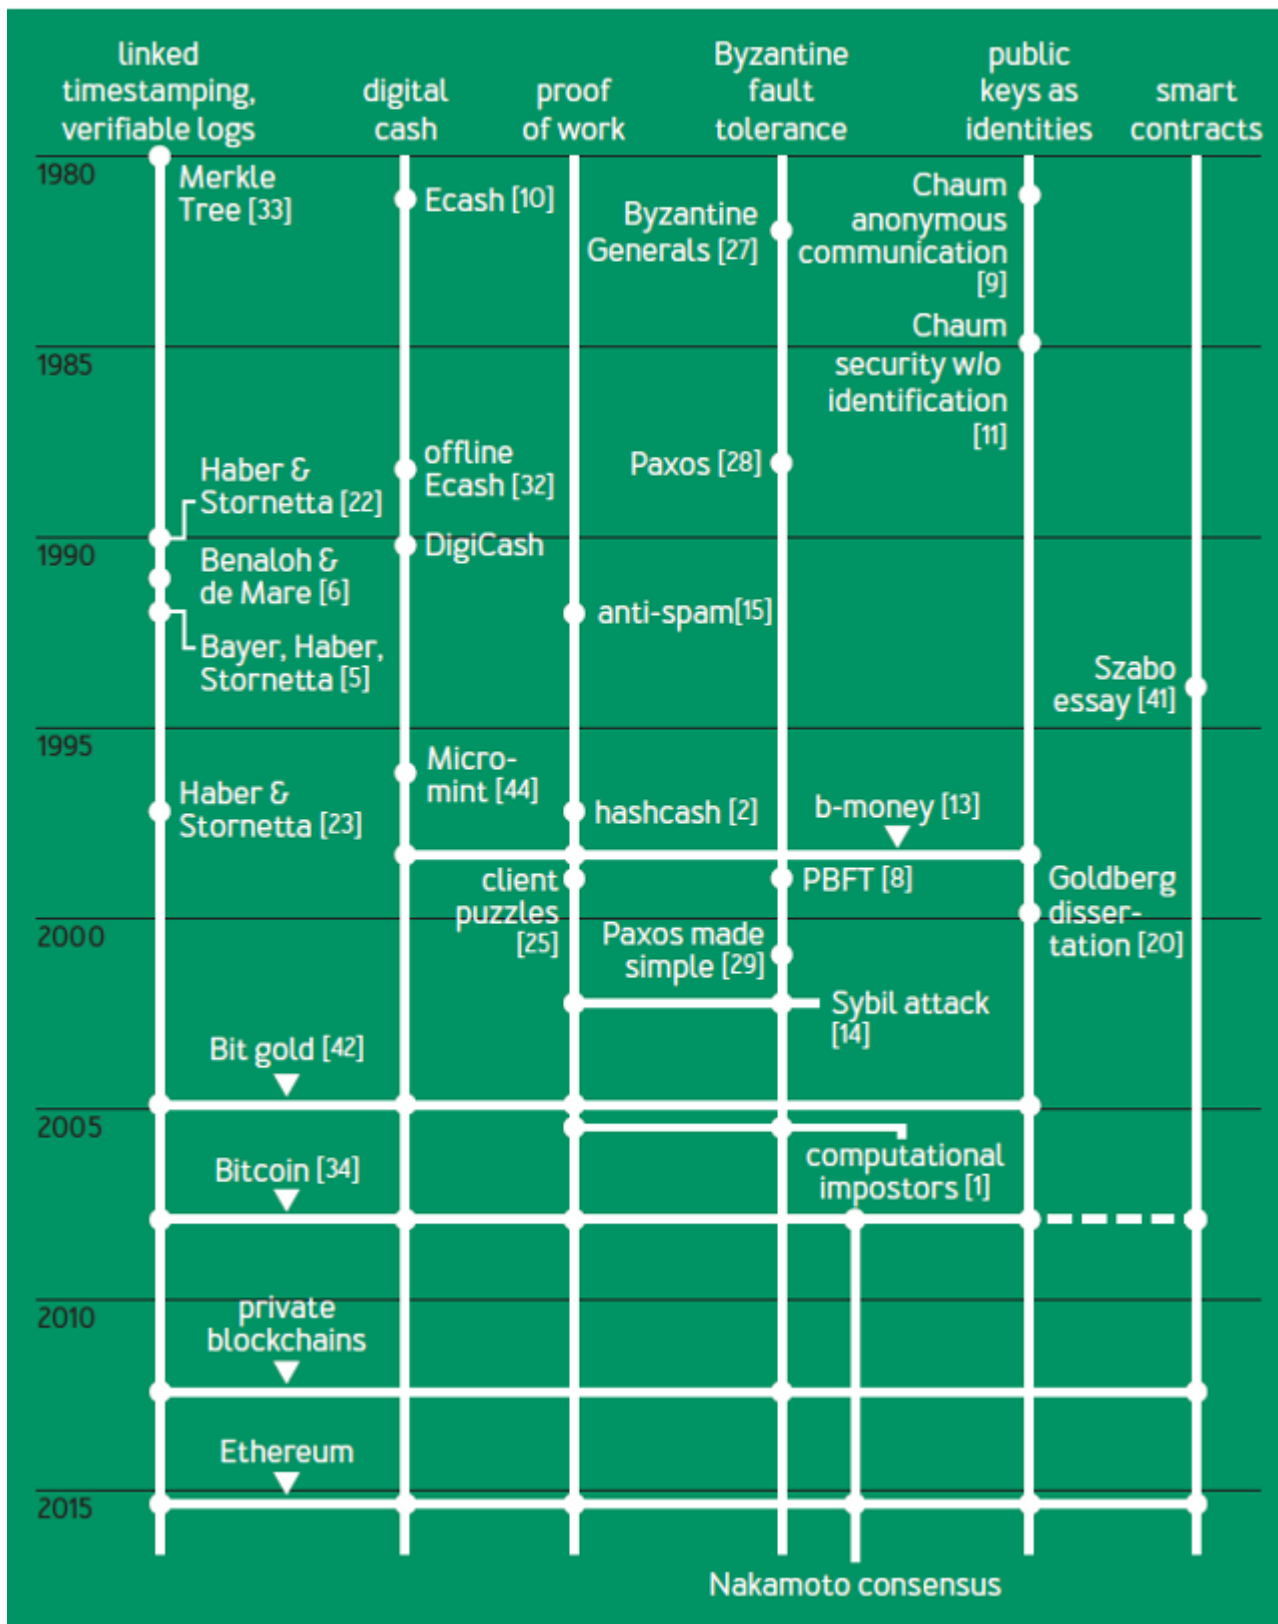 linked
timestamping,
verifiable logs
digital
cash
proof
of work
Byzantine
fault
tolerance
public
keys as
identities
smart
contracts
1980
Merkle
Tree [33]
Ecash [10]
Byzantine
Generals [27]
Chaum
anonymous
communication
[9]
1985
Chaum
security w/o
identification
[11]
Haber &
Stornetta [22]
offline
Ecash [32]
Paxos [28]
1990
DigiCash
Benaloh &
de Mare [6]
anti-spam[15]
Bayer, Haber,
Stornetta [5]
Szabo
essay [41]
1995
Micro-
mint [44]
Haber &
Stornetta [23]
hashcash [2]
b-money [13]
client
puzzles
[25]
PBFT [8]
Goldberg
disser-
tation [20]
2000
Paxos made
simple [29]
Sybil attack
[14]
Bit gold [42]
2005
computational
impostors [1]
Bitcoin [34]
2010
private
blockchains
Ethereum
2015
Nakamoto consensus